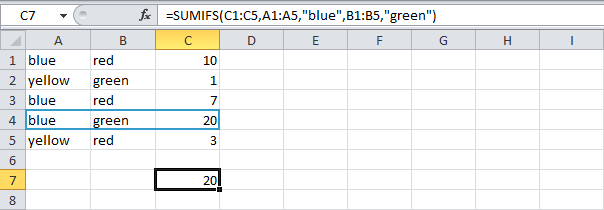 C7 fx =SUMIFS(C1:C5,A1:A5,"blue",B1:B5,"green")
A B C D E F G H I
1 blue red 10
2 yellow green 1
3 blue red 7
4 blue green 20
5 yellow red 3
6
7 20
8